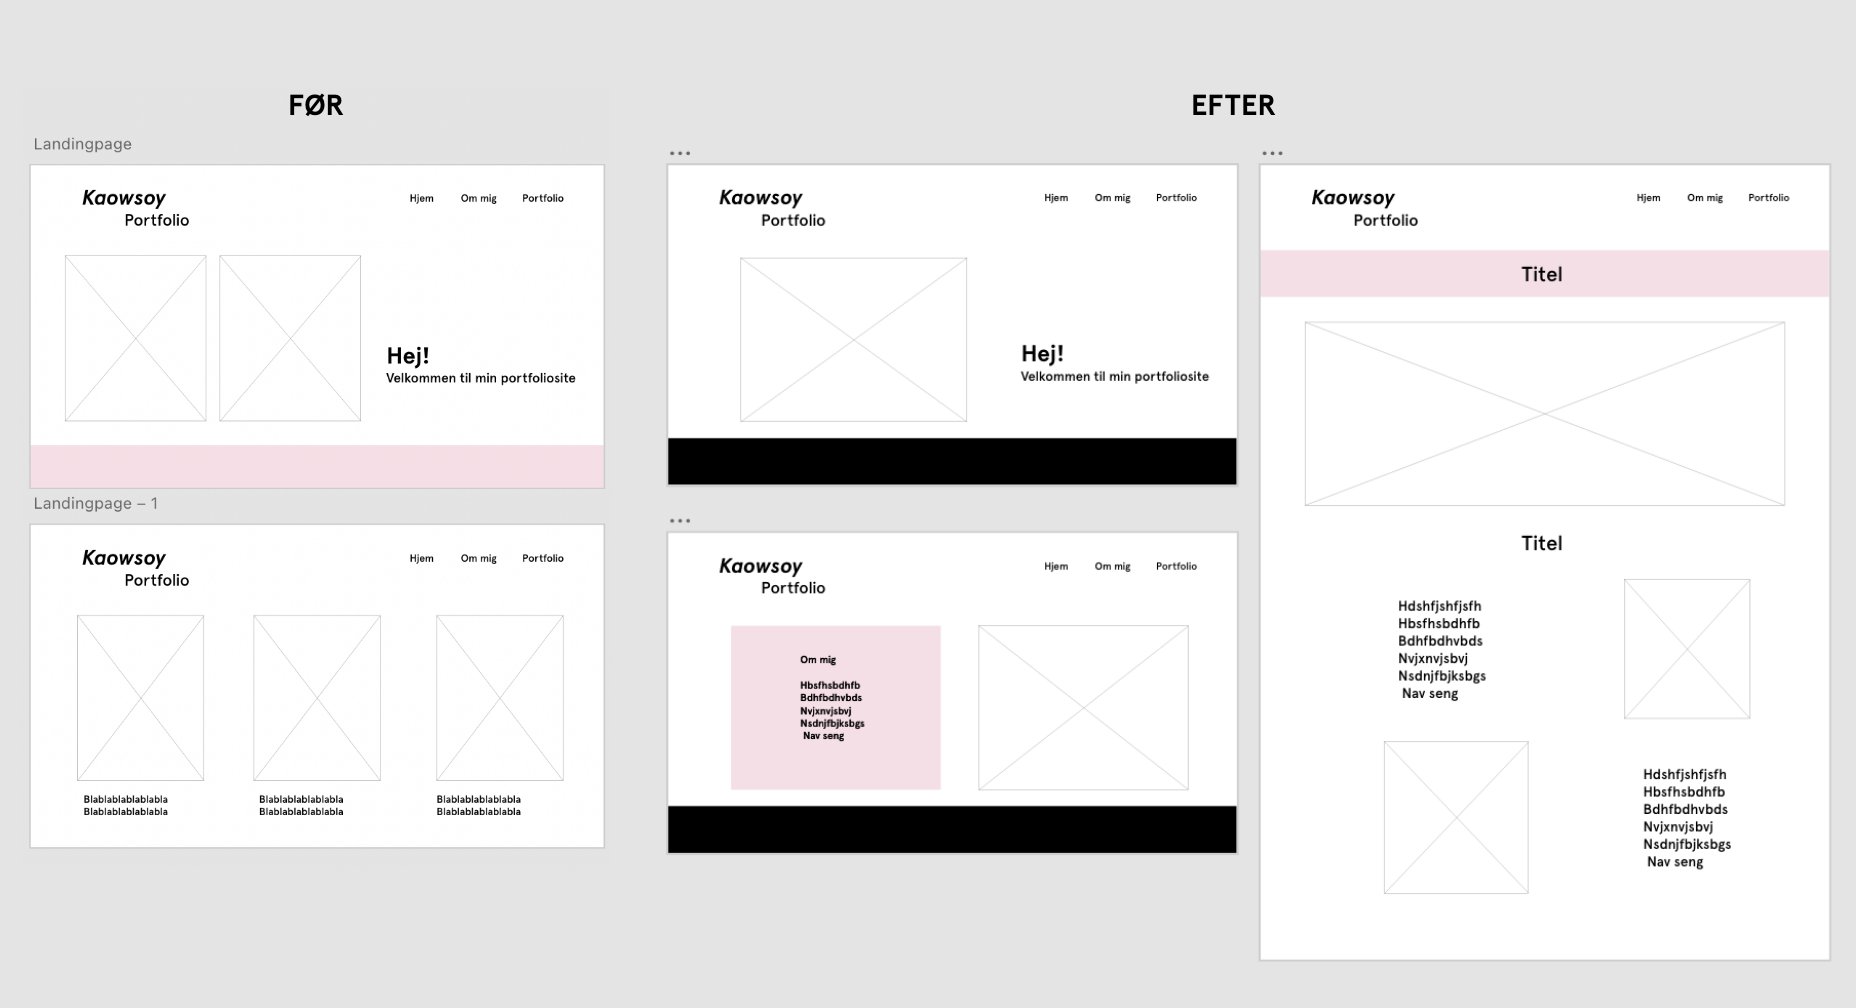 FØR
Landingpage
Kaowsoy
Portfolio
Hjem Om mig Portfolio
Hej!
Velkommen til min portfoliosite
Landingpage – 1
Kaowsoy
Portfolio
Hjem Om mig Portfolio
Blablablablablabla
Blablablablablabla
Blablablablablabla
Blablablablablabla
Blablablablablabla
Blablablablablabla
EFTER
...
Kaowsoy
Portfolio
Hjem Om mig Portfolio
Hej!
Velkommen til min portfoliosite
...
Kaowsoy
Portfolio
Hjem Om mig Portfolio
Om mig
Hbsfhsbdhfb
Bdhfbdhvbds
Nvjxnvjsbvj
Nsdnjfbjksbgs
Nav seng
...
Kaowsoy
Portfolio
Hjem Om mig Portfolio
Titel
Titel
Hdshfjshfjsfh
Hbsfhsbdhfb
Bdhfbdhvbds
Nvjxnvjsbvj
Nsdnjfbjksbgs
Nav seng
Hdshfjshfjsfh
Hbsfhsbdhfb
Bdhfbdhvbds
Nvjxnvjsbvj
Nsdnjfbjksbgs
Nav seng